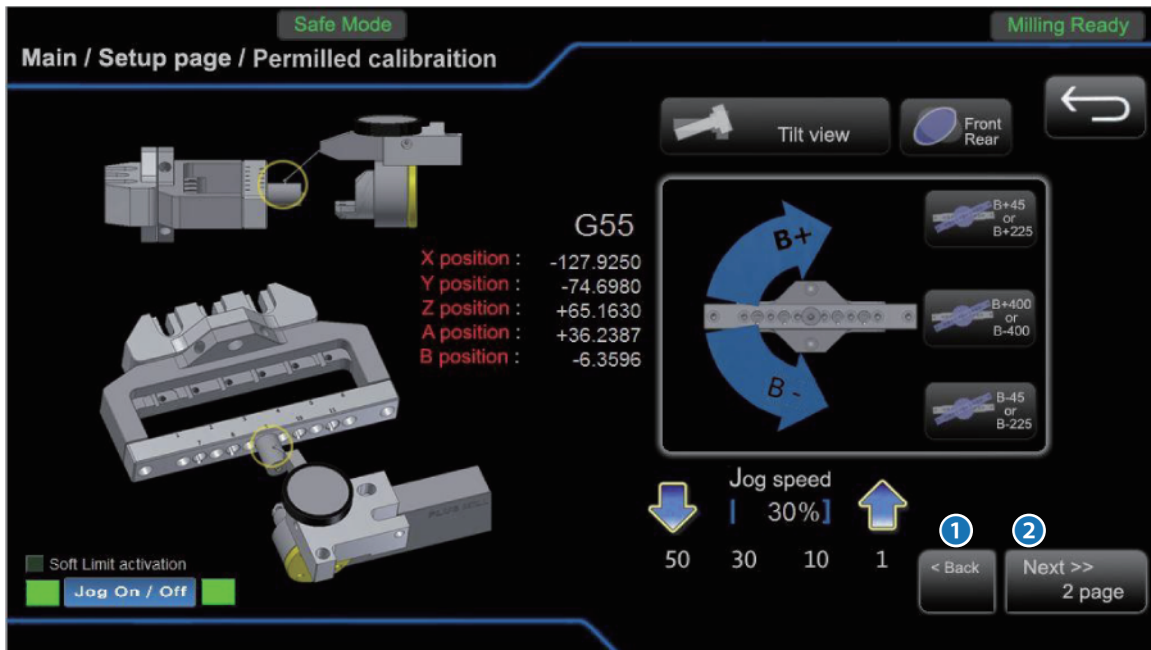 Safe Mode
Milling Ready
Main / Setup page / Permilled calibraition
Tilt view
Front
Rear
G55
X position : -127.9250
Y position : -74.6980
Z position : +65.1630
A position : +36.2387
B position : -6.3596
B+
B -
B+45
or
B+225
B+400
or
B-400
B-45
or
B-225
Jog speed
30%
50 30 10 1
Soft Limit activation
Jog On / Off
1
< Back
2
Next >>
2 page